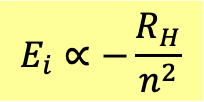 E_i ∝ − R_H / n²